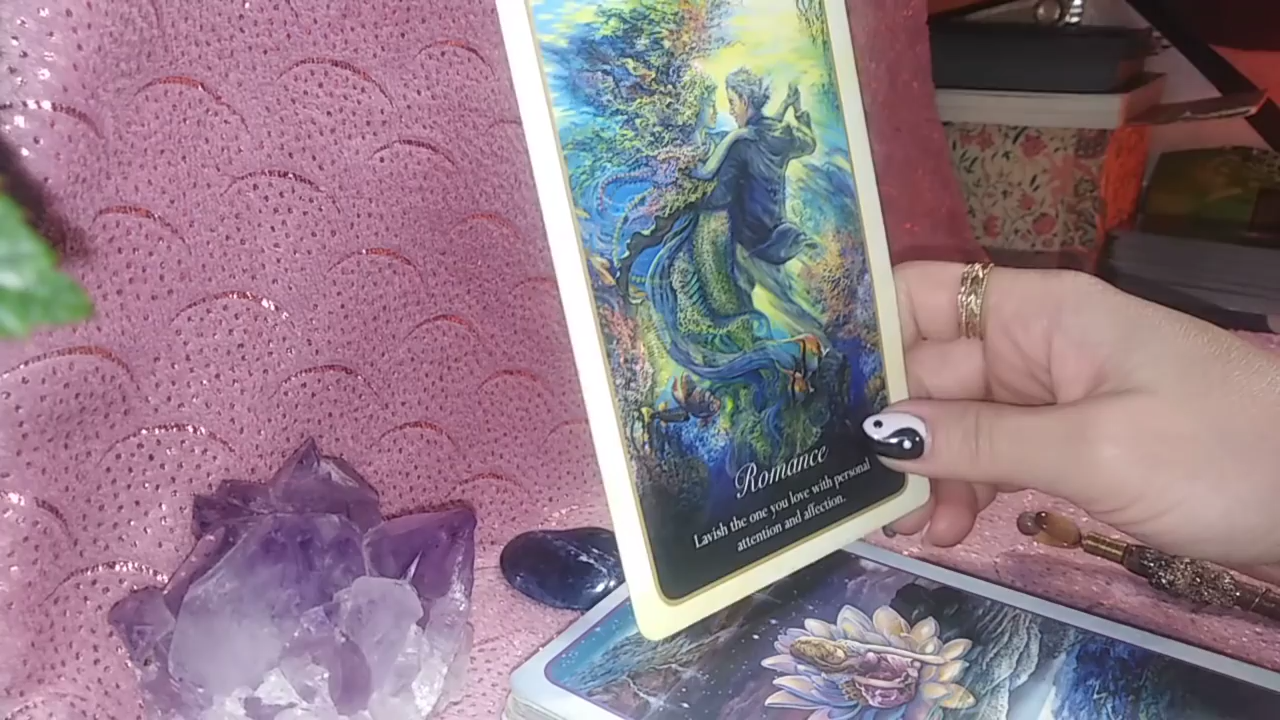 Romance
Lavish the one you love with personal
attention and affection.